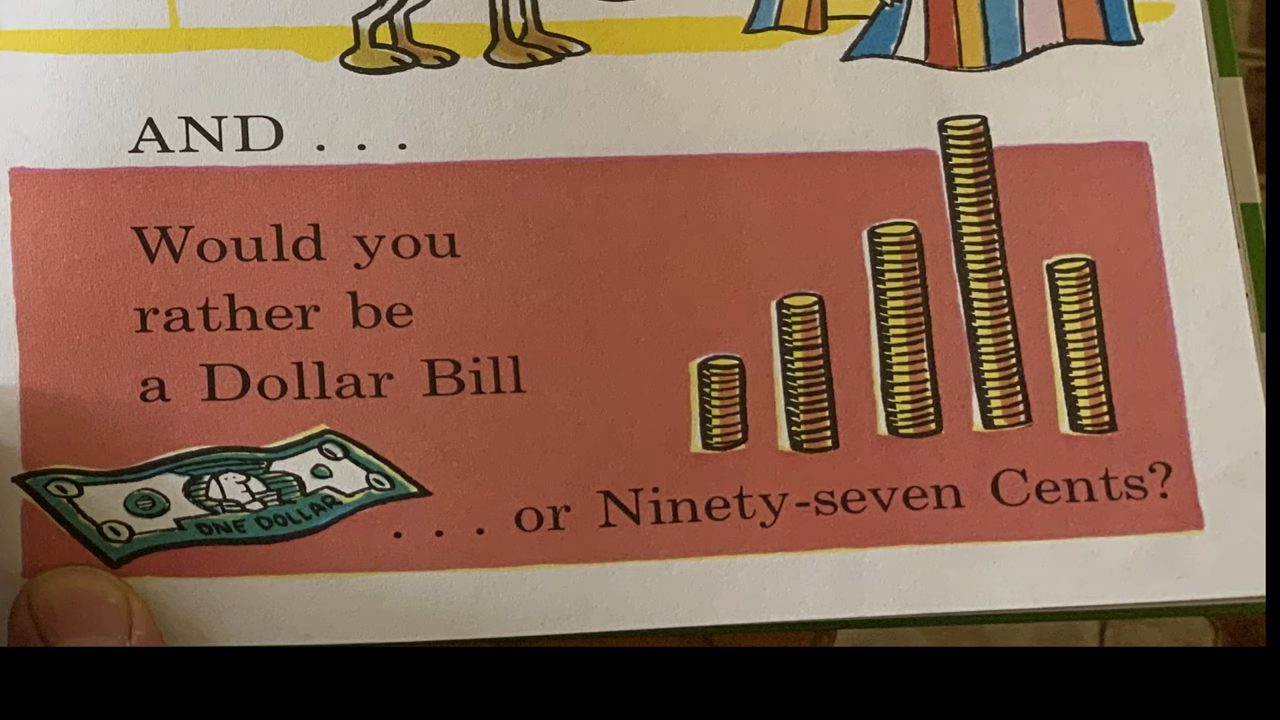 AND . . .
Would you
rather be
a Dollar Bill
ONE DOLLAR
. . . or Ninety-seven Cents?